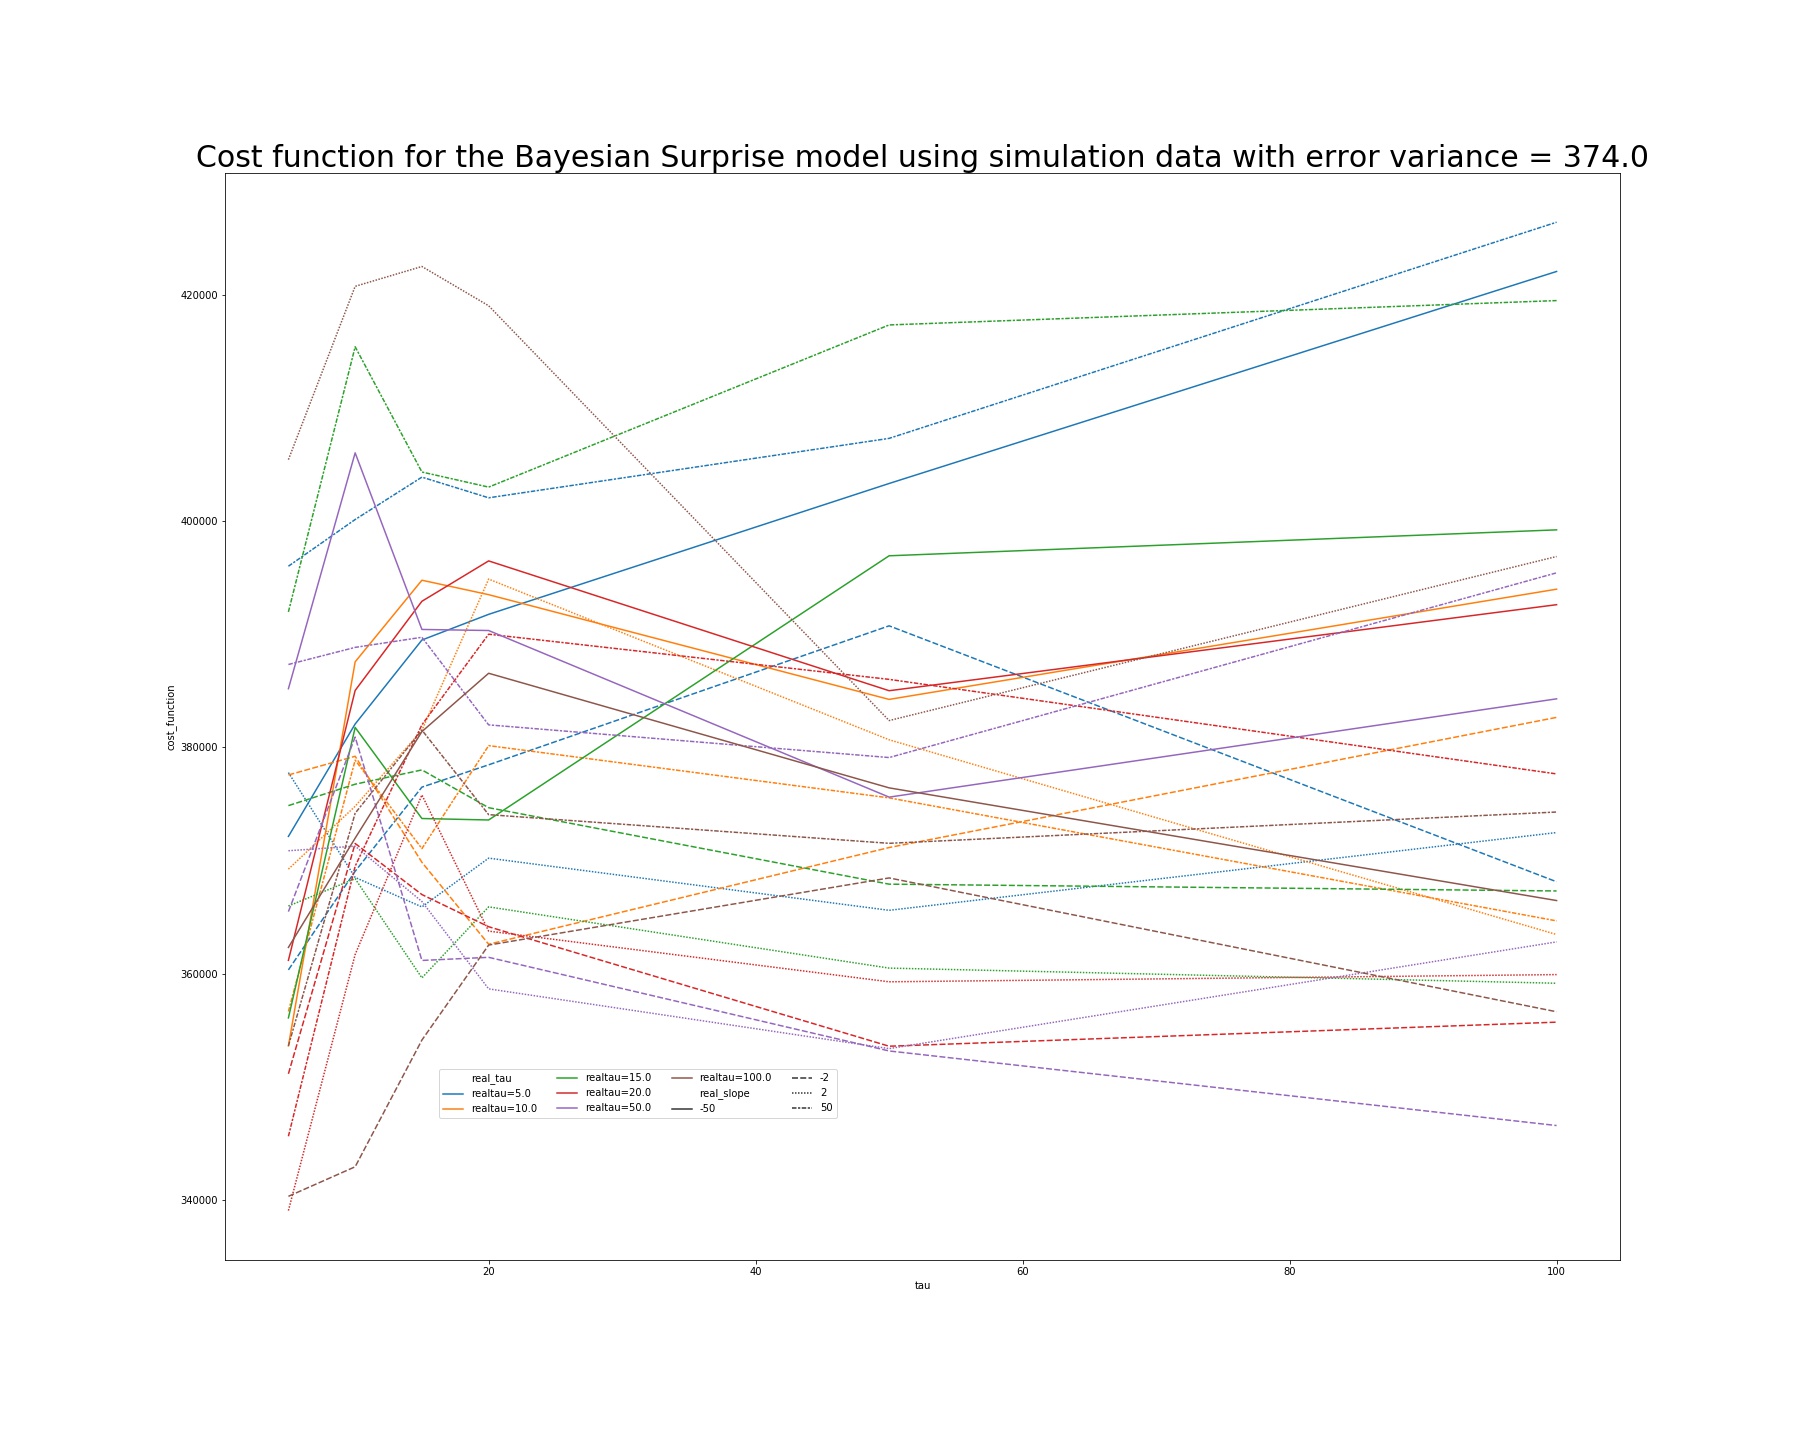 Cost function for the Bayesian Surprise model using simulation data with error variance = 374.0
420000
400000
380000
360000
340000
cost_function
real_tau
realtau=5.0
realtau=10.0
realtau=15.0
realtau=20.0
realtau=50.0
realtau=100.0
real_slope
-50
-2
2
50
20
40
60
80
100
tau